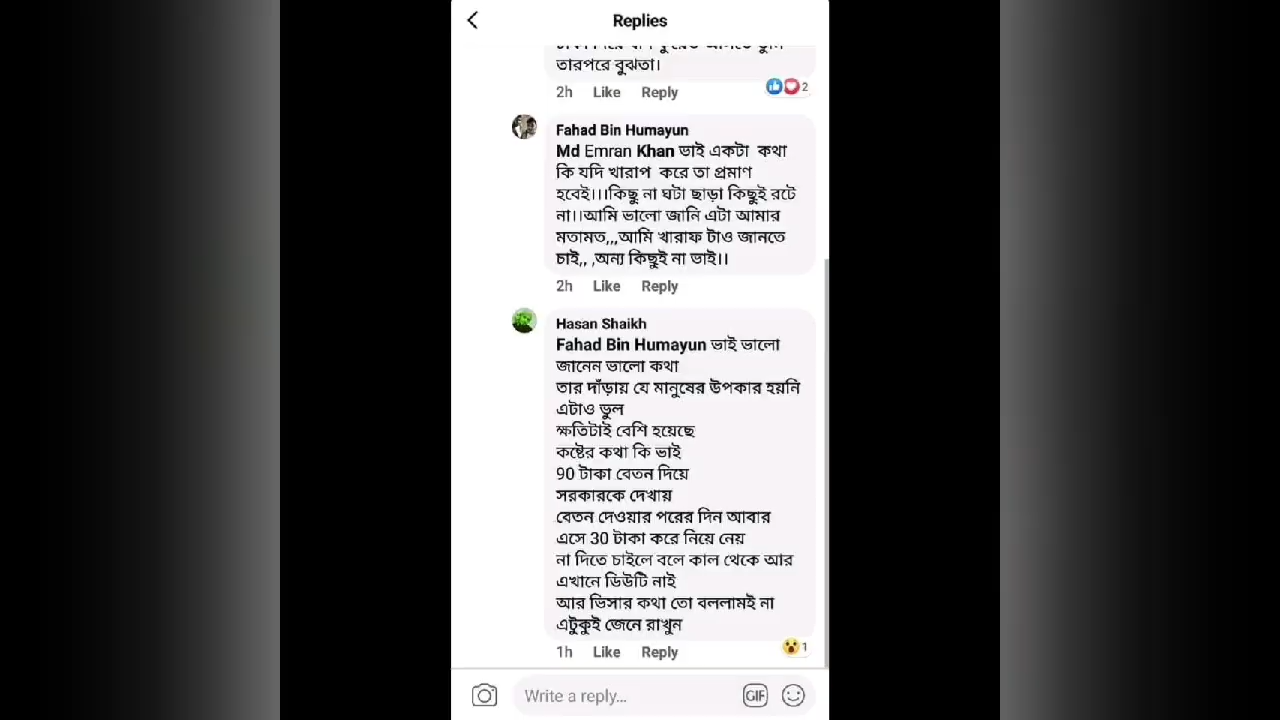 Replies
তারপরে বুঝতা।
2h Like Reply 2
Fahad Bin Humayun
Md Emran Khan ভাই একটা কথা
কি যদি খারাপ করে তা প্রমাণ
হবেই।।।কিছু না ঘটা ছাড়া কিছুই রটে
না।।আমি ভালো জানি এটা আমার
মতামত,,,আমি খারাফ টাও জানতে
চাই,, ,অন্য কিছুই না ভাই।।
2h Like Reply
Hasan Shaikh
Fahad Bin Humayun ভাই ভালো
জানেন ভালো কথা
তার দাঁড়ায় যে মানুষের উপকার হয়নি
এটাও ভুল
ক্ষতিটাই বেশি হয়েছে
কষ্টের কথা কি ভাই
90 টাকা বেতন দিয়ে
সরকারকে দেখায়
বেতন দেওয়ার পরের দিন আবার
এসে 30 টাকা করে নিয়ে নেয়
না দিতে চাইলে বলে কাল থেকে আর
এখানে ডিউটি নাই
আর ভিসার কথা তো বললামই না
এটুকুই জেনে রাখুন
1h Like Reply 1
Write a reply...
GIF